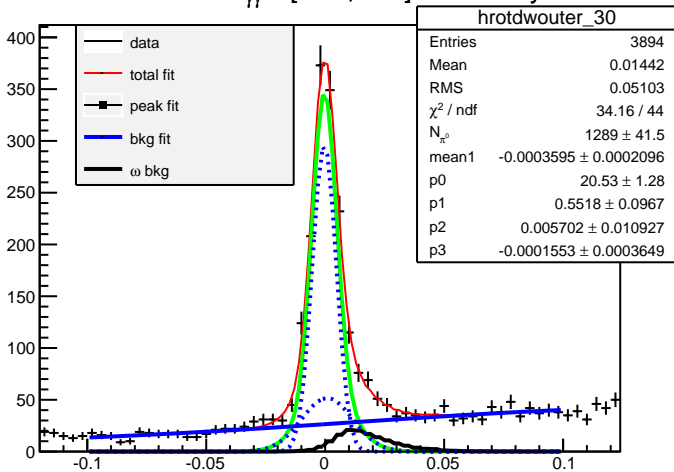 hrotdwouter_30
Entries 3894
Mean 0.01442
RMS 0.05103
χ² / ndf 34.16 / 44
N_π⁰ 1289 ± 41.5
mean1 -0.0003595 ± 0.0002096
p0 20.53 ± 1.28
p1 0.5518 ± 0.0967
p2 0.005702 ± 0.010927
p3 -0.0001553 ± 0.0003649
data
total fit
peak fit
bkg fit
ω bkg
400
350
300
250
200
150
100
50
0
-0.1 -0.05 0 0.05 0.1